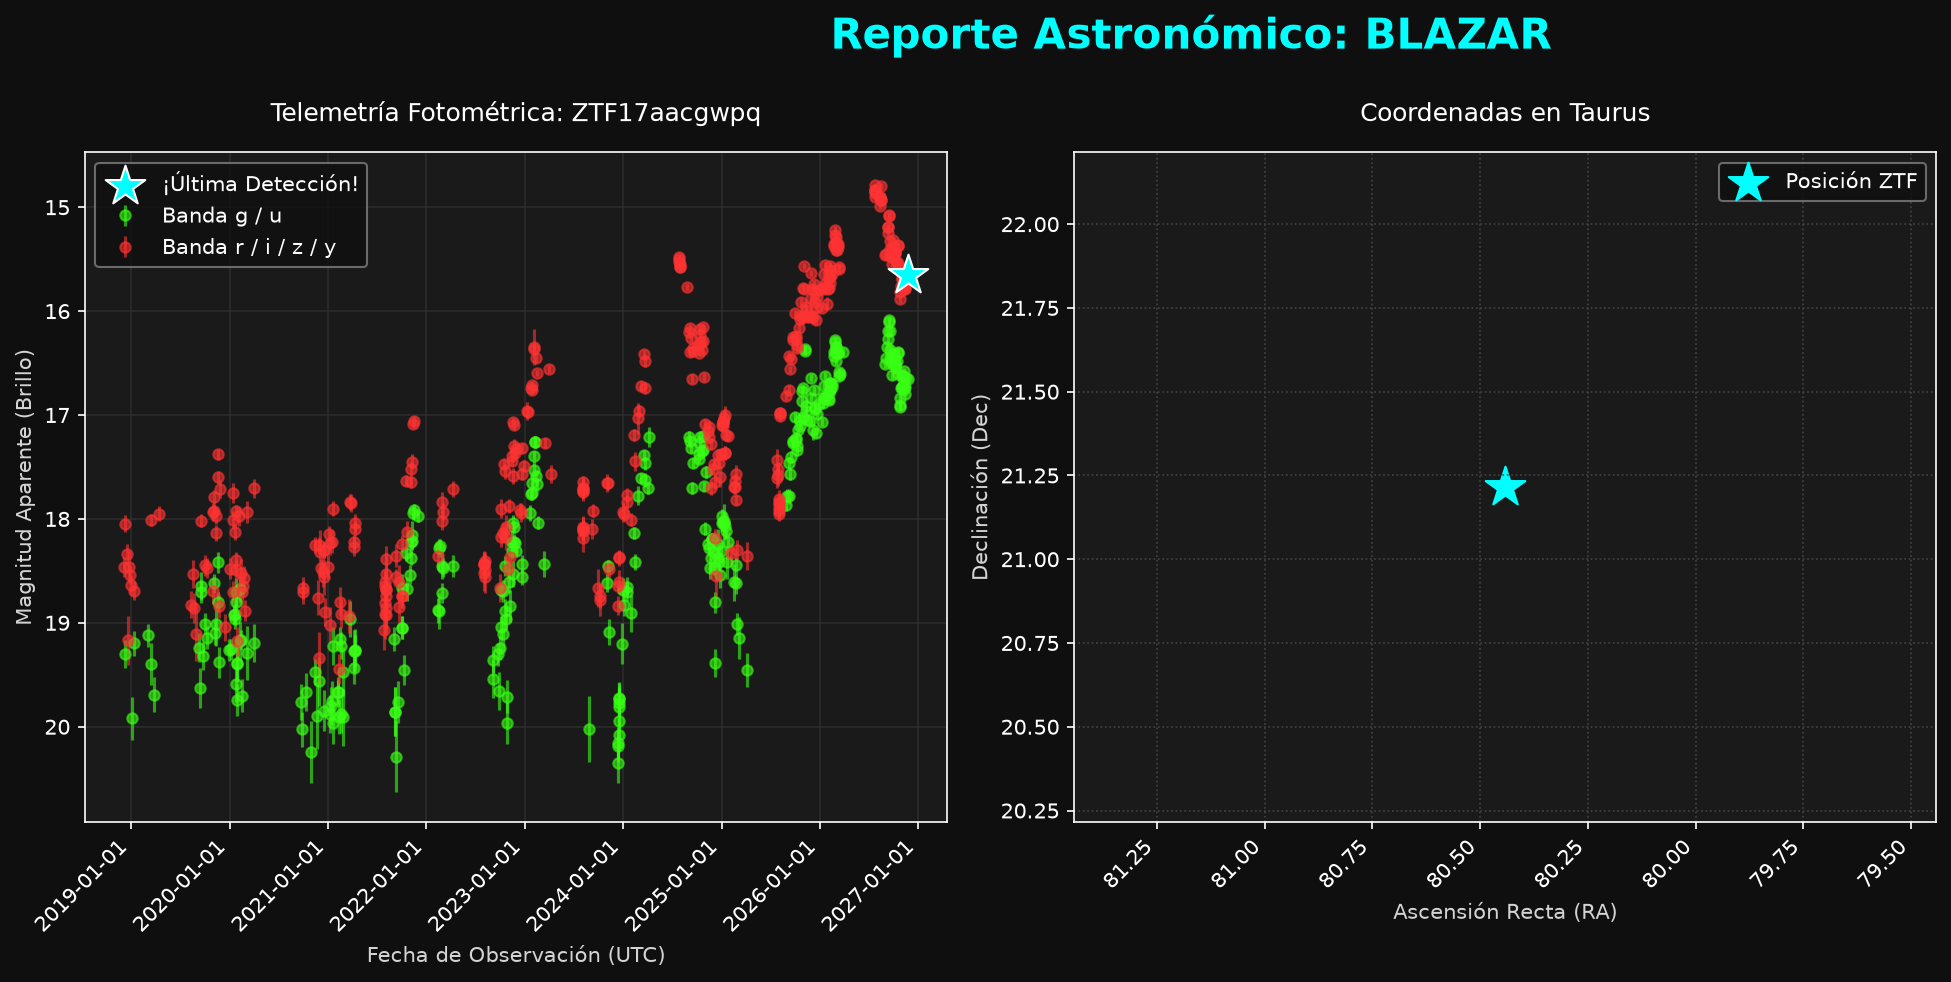 Reporte Astronómico: BLAZAR
Telemetría Fotométrica: ZTF17aacgwpq
¡Última Detección!
Banda g / u
Banda r / i / z / y
Magnitud Aparente (Brillo)
15
16
17
18
19
20
2019-01-01
2020-01-01
2021-01-01
2022-01-01
2023-01-01
2024-01-01
2025-01-01
2026-01-01
2027-01-01
Fecha de Observación (UTC)
Coordenadas en Taurus
Posición ZTF
Declinación (Dec)
22.00
21.75
21.50
21.25
21.00
20.75
20.50
20.25
81.25
81.00
80.75
80.50
80.25
80.00
79.75
79.50
Ascensión Recta (RA)